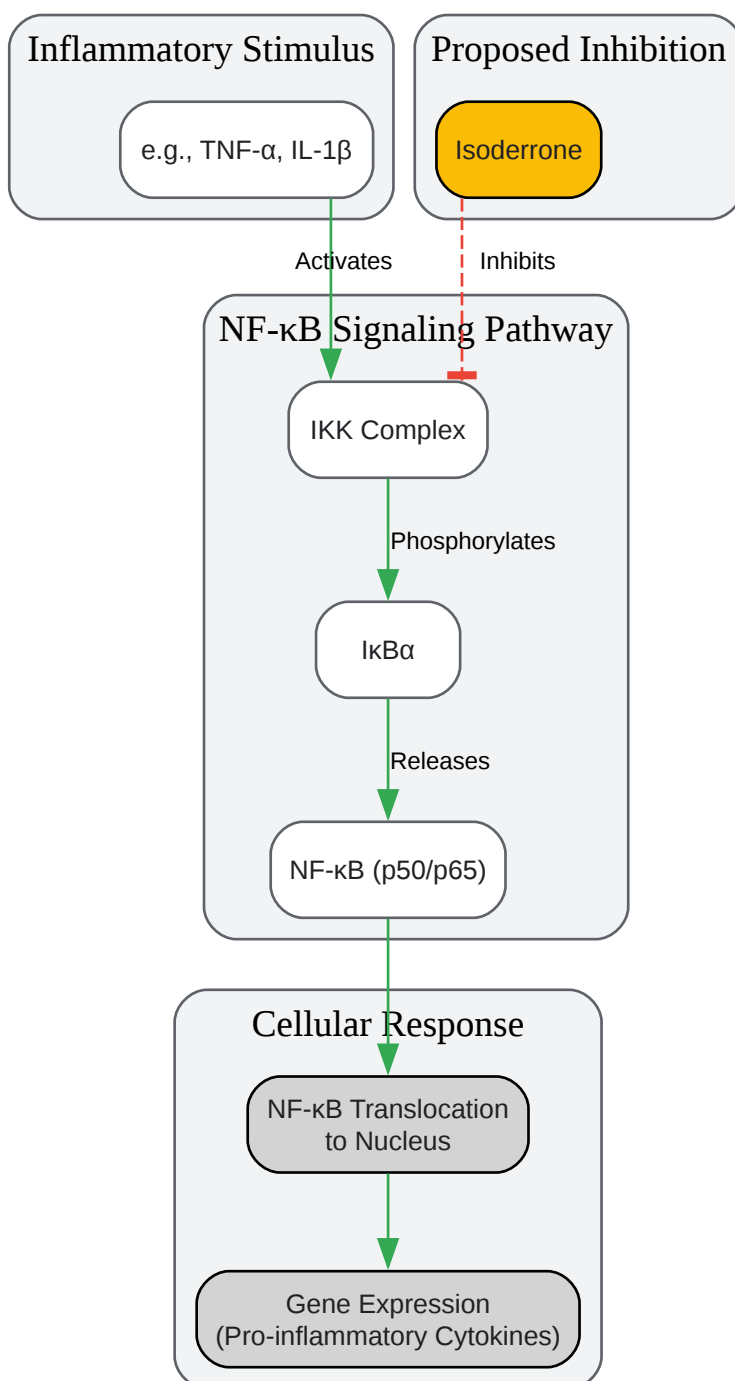 Inflammatory Stimulus
Proposed Inhibition
e.g., TNF-α, IL-1β
Isoderrone
Activates
Inhibits
NF-κB Signaling Pathway
IKK Complex
Phosphorylates
IκBα
Releases
NF-κB (p50/p65)
Cellular Response
NF-κB Translocation
to Nucleus
Gene Expression
(Pro-inflammatory Cytokines)